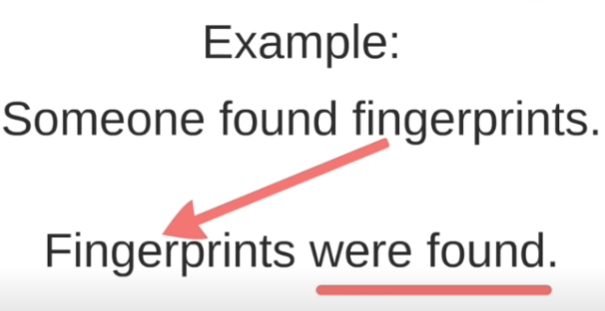 Example:
Someone found fingerprints.
Fingerprints were found.